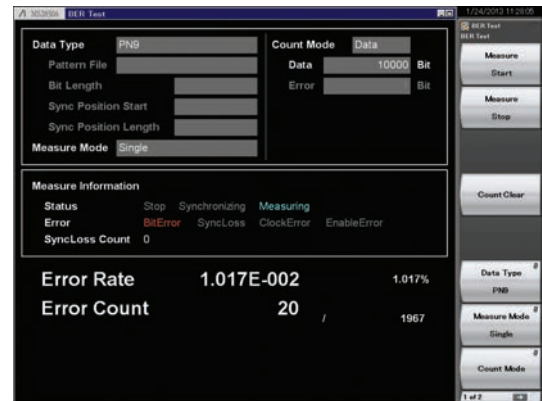 MS2830A BER Test
1/24/2013 11:28:05
BER Test
BER Test
Data Type PN9 Count Mode Data
Pattern File Data 10000 Bit
Bit Length Error Bit
Sync Position Start
Sync Position Length
Measure Mode Single
Measure Information
Status Stop Synchronizing Measuring
Error BitError SyncLoss ClockError EnableError
SyncLoss Count 0
Error Rate 1.017E-002 1.017%
Error Count 20 / 1967
Measure
Start
Measure
Stop
Count Clear
Data Type
PN9
Measure Mode
Single
Count Mode
1 of 2